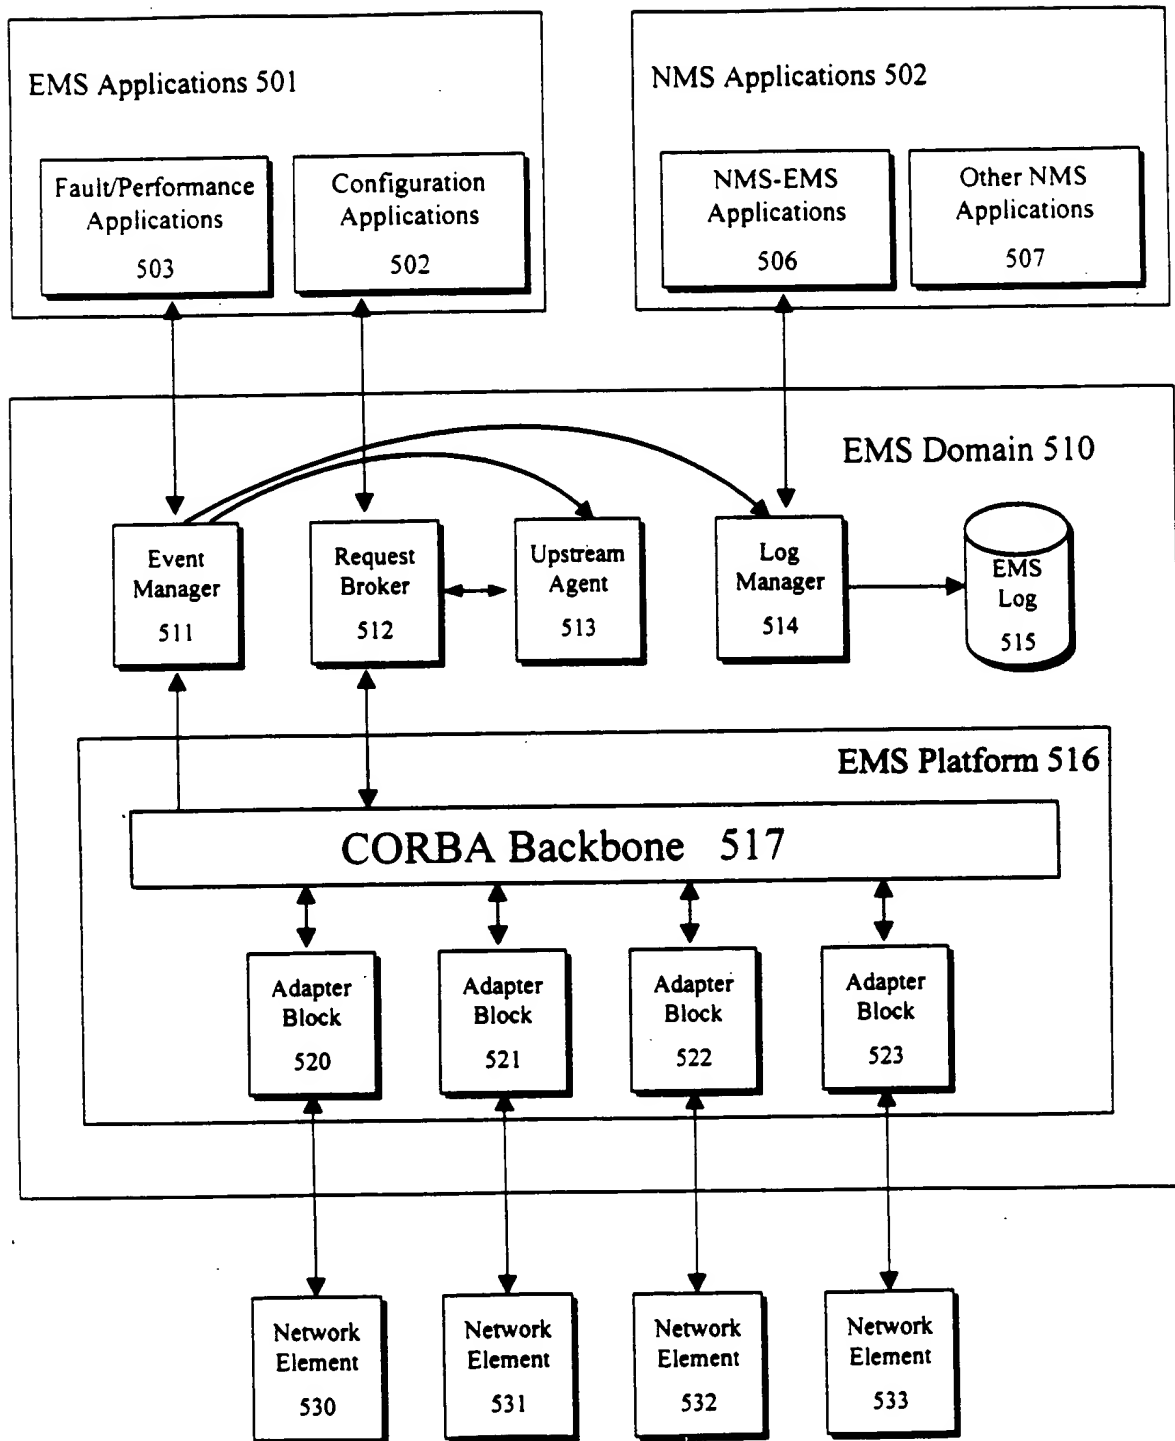 EMS Applications 501
NMS Applications 502
Fault/Performance
Applications
503
Configuration
Applications
502
NMS-EMS
Applications
506
Other NMS
Applications
507
EMS Domain 510
Event
Manager
511
Request
Broker
512
Upstream
Agent
513
Log
Manager
514
EMS
Log
515
EMS Platform 516
CORBA Backbone 517
Adapter
Block
520
Adapter
Block
521
Adapter
Block
522
Adapter
Block
523
Network
Element
530
Network
Element
531
Network
Element
532
Network
Element
533